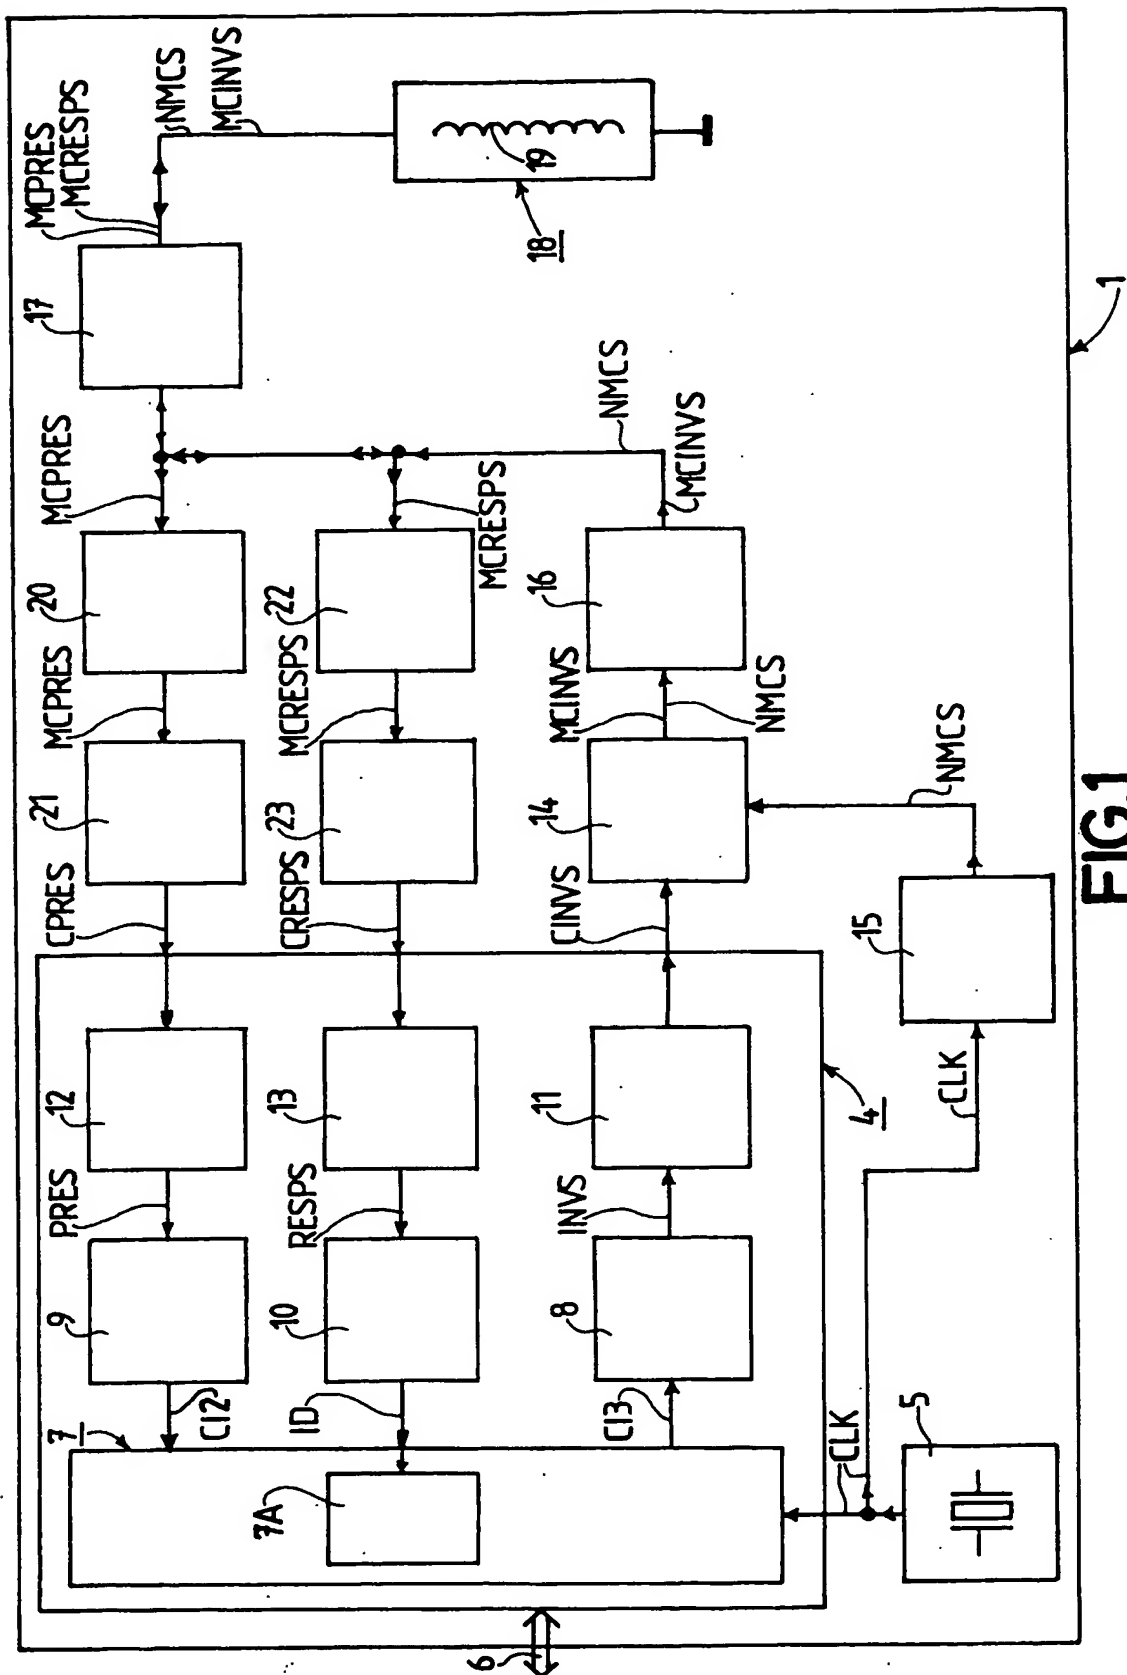 MCPRES
MCRESPS
NMCS
MCINVS
17
19
18
MCPRES
NMCS
MCINVS
MCRESPS
20
22
16
MCPRES
MCRESPS
MCINVS
NMCS
21
23
14
NMCS
CPRES
CRESPS
CINVS
15
12
13
11
4
CLK
PRES
RESPS
INVS
9
10
8
CI2
ID
CI3
7
7A
CLK
5
6
1
FIG.1